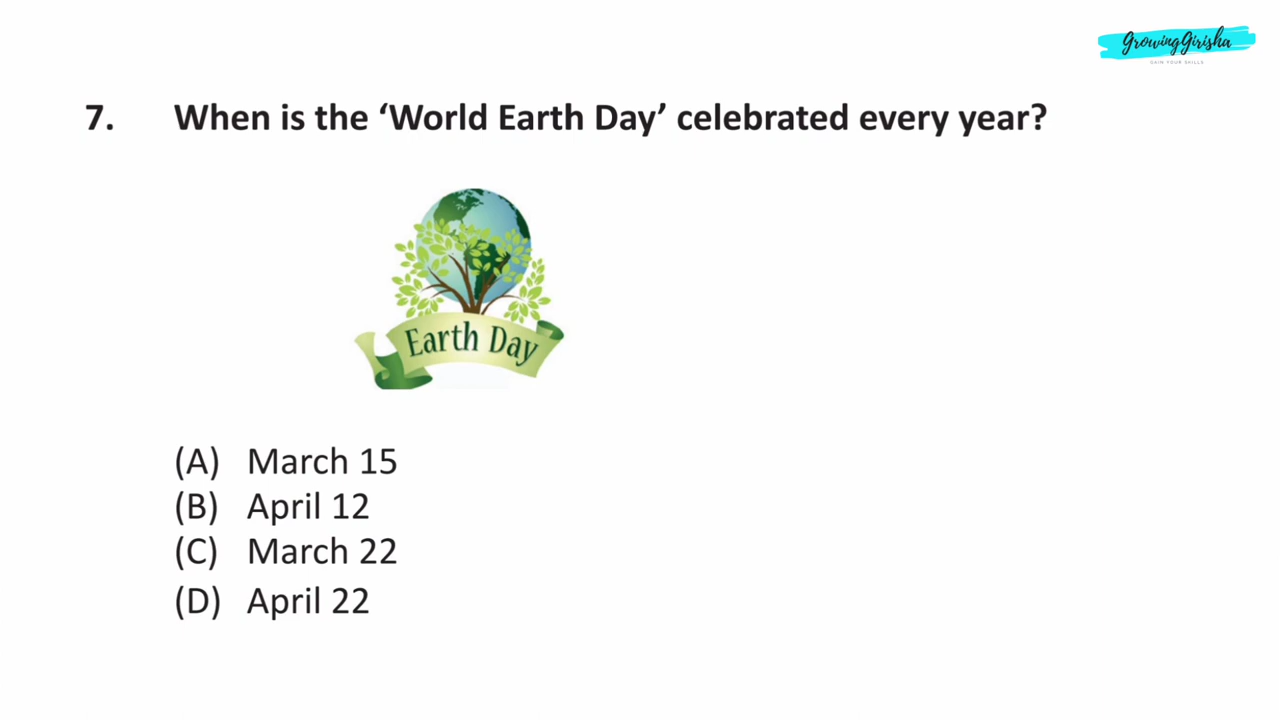 GrowingGirisha
GAIN YOUR SKILLS
7. When is the ‘World Earth Day’ celebrated every year?
Earth Day
(A) March 15
(B) April 12
(C) March 22
(D) April 22